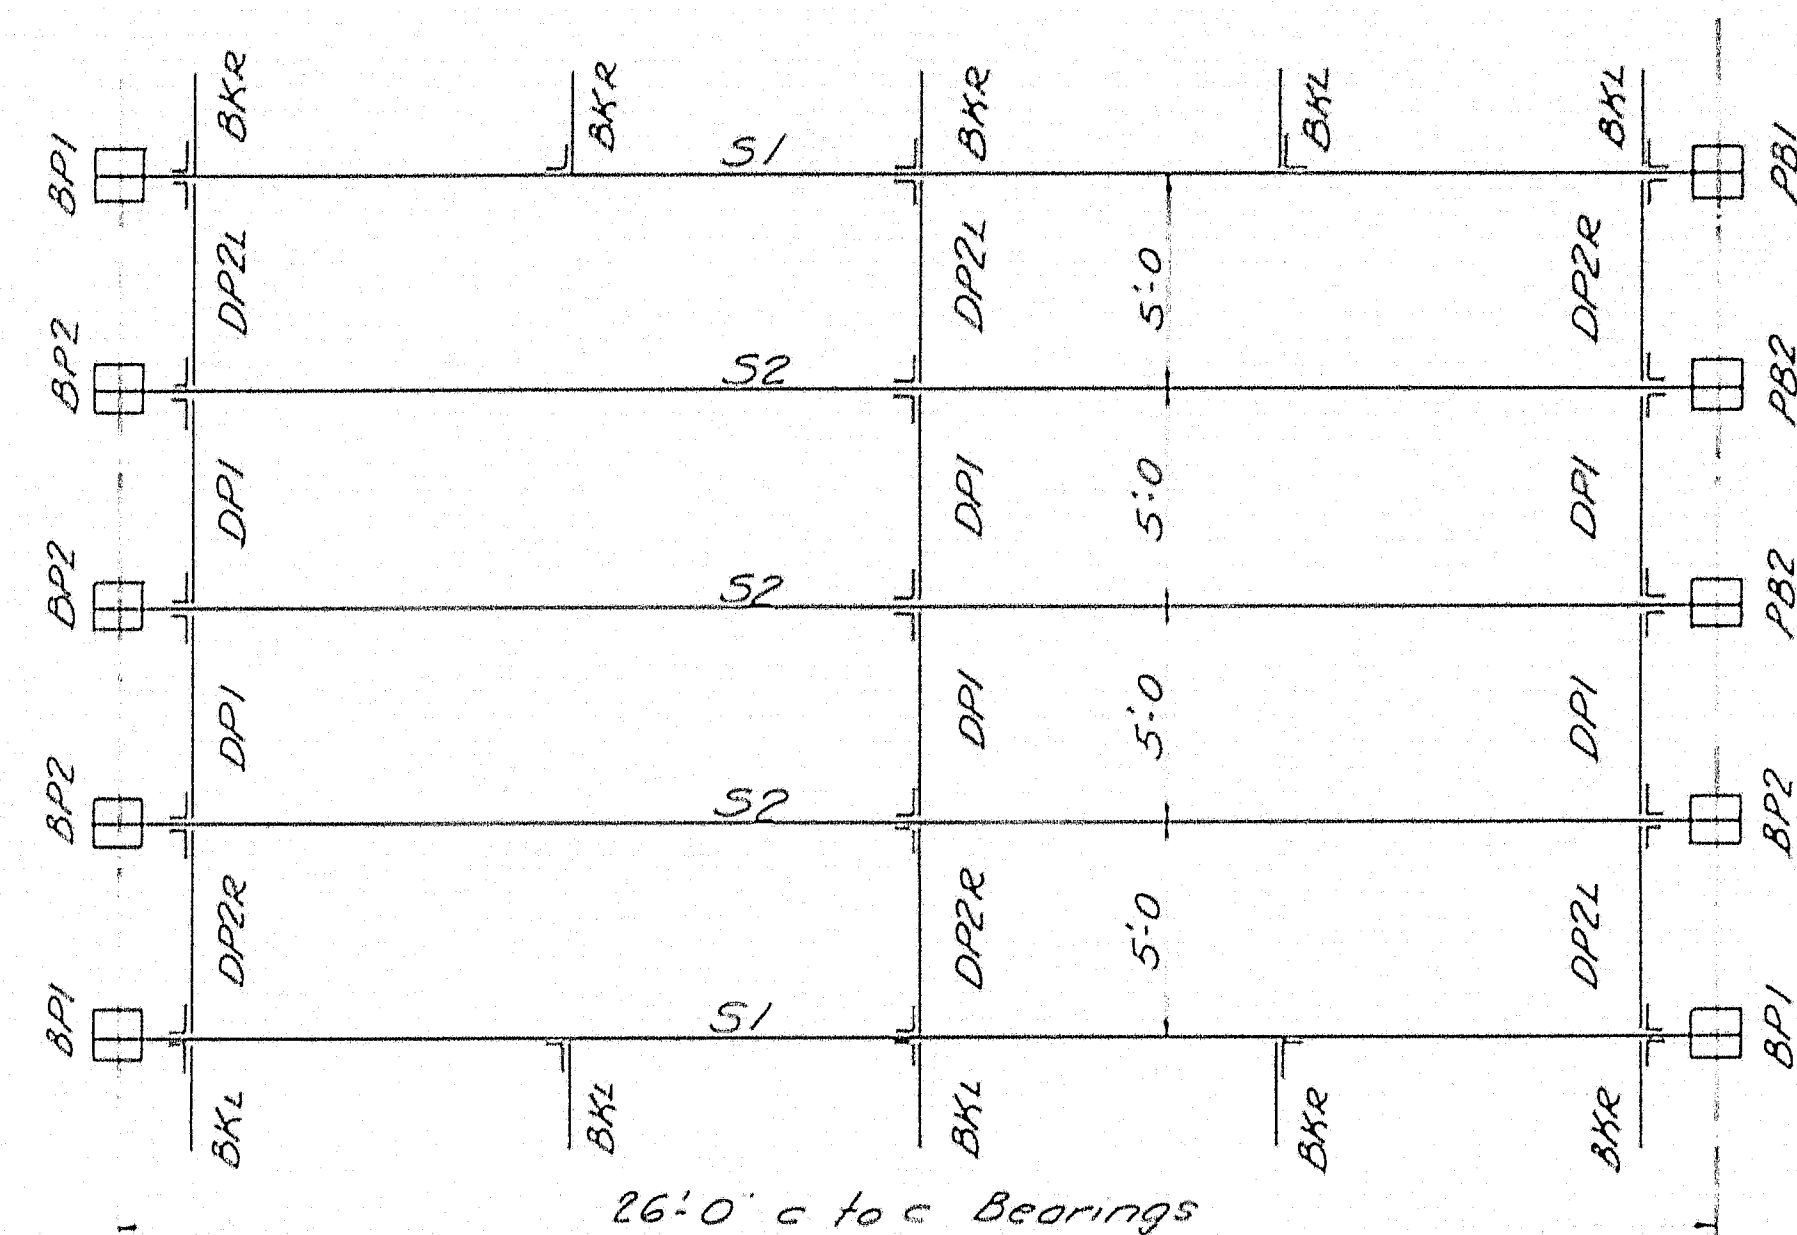 BKR
BKR
BKR
BKL
BKL
BP1
S1
PB1
DP2L
DP2L
5'-0
DP2R
BP2
S2
PB2
DP1
DP1
5'-0
DP1
BP2
S2
PB2
DP1
DP1
5'-0
DP1
BP2
S2
BP2
DP2R
DP2R
5'-0
DP2L
BP1
S1
BP1
BKL
BKL
BKL
BKR
BKR
26'-0" c to c Bearings